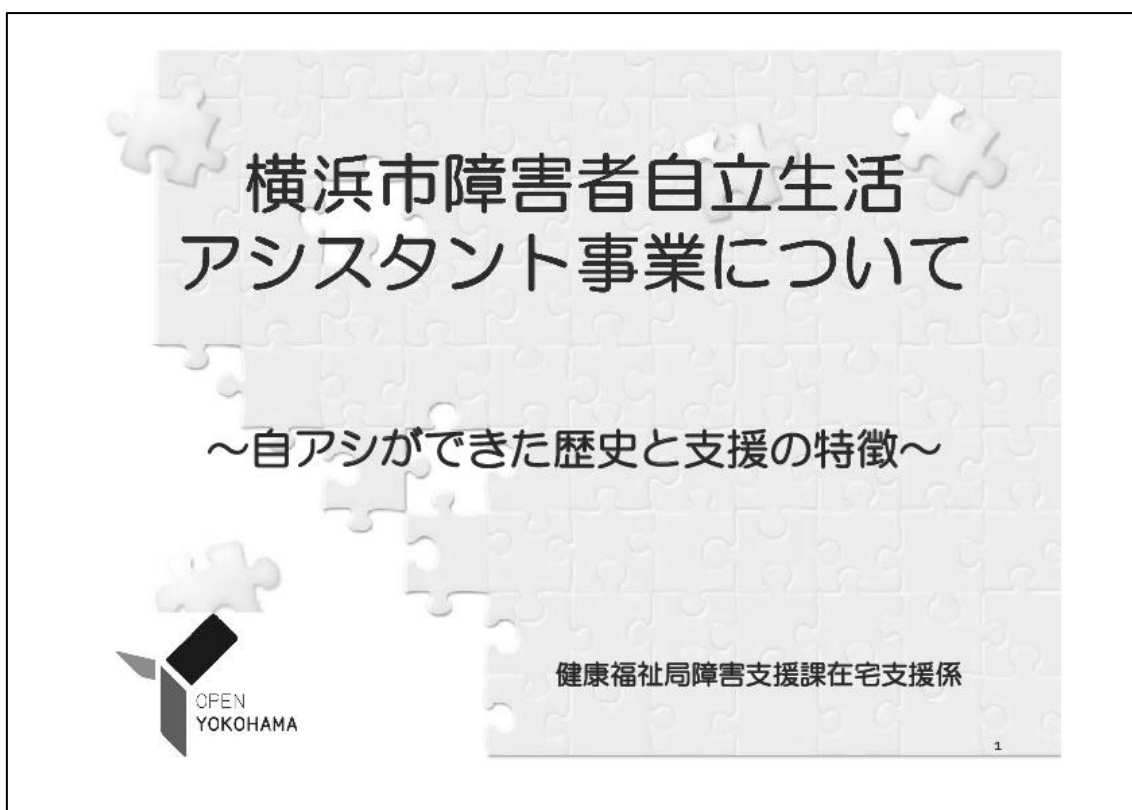 横浜市障害者自立生活
アシスタント事業について
～自アシができた歴史と支援の特徴～
健康福祉局障害支援課在宅支援係
OPEN
YOKOHAMA
1